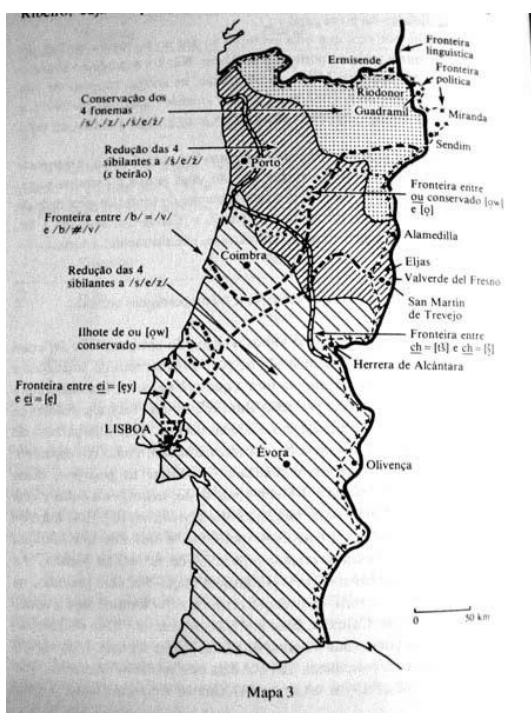 Ermisende
Fronteira
linguística
Fronteira
política
Riodonor
Guadramil
Miranda
Sendim
Conservação dos
4 fonemas
/s/, /z/, /ṡ/e/ż/
Redução das 4
sibilantes a /ṡ/e/ż/
(s beirão)
Porto
Fronteira entre
ou conservado [ow]
e [ọ]
Fronteira entre /b/ = /v/
e /b/ # /v/
Alamedilla
Coimbra
Eljas
Valverde del Fresno
Redução das 4
sibilantes a /s/e/z/
San Martín
de Trevejo
Ilhote de ou [ow]
conservado
Fronteira entre
ch = [tš] e ch = [š]
Herrera de Alcántara
Fronteira entre ei = [ẹy]
e ei = [ẹ]
LISBOA
Évora
Olivença
0 50 km
Mapa 3